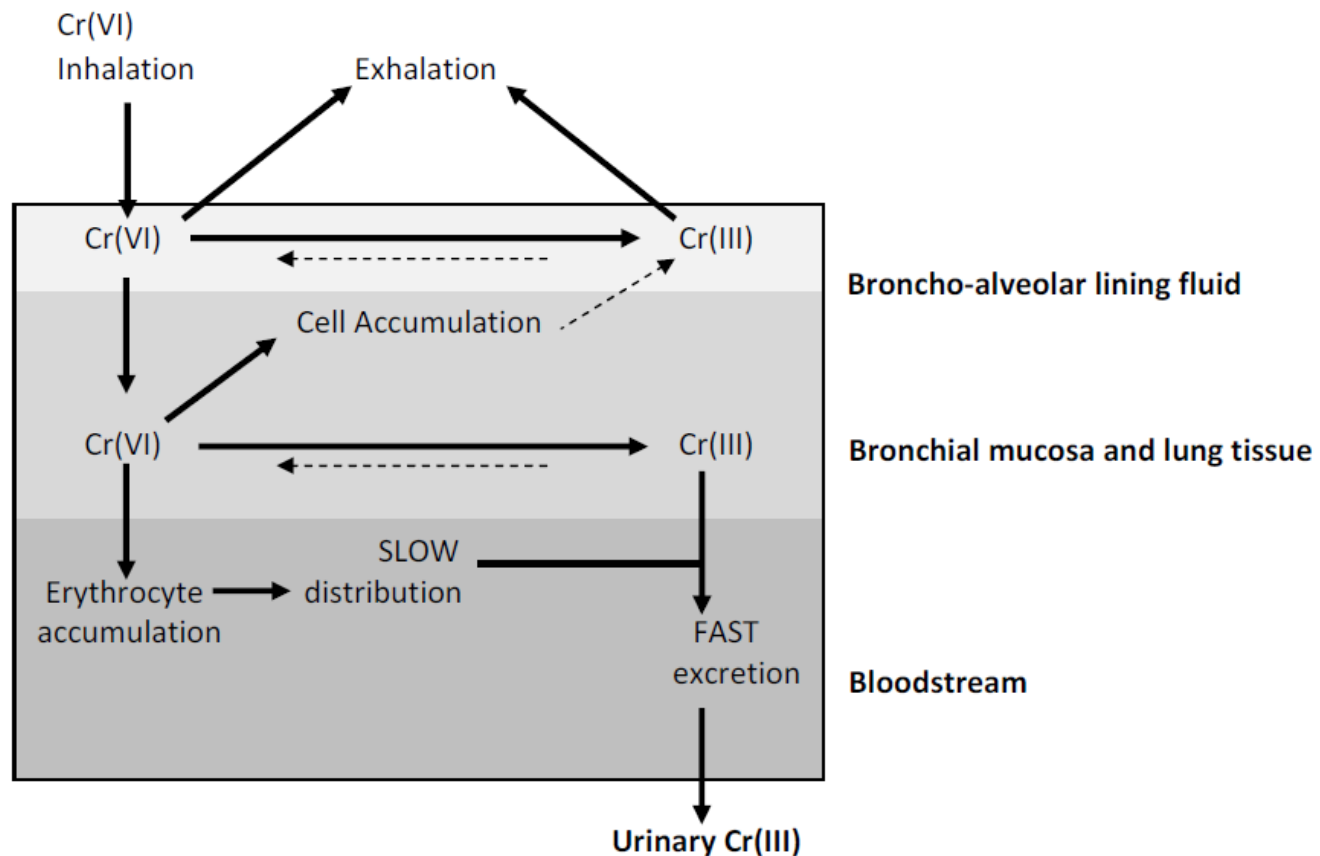 Cr(VI)
Inhalation
Exhalation
Cr(VI)
Cr(III)
Broncho-alveolar lining fluid
Cell Accumulation
Cr(VI)
Cr(III)
Bronchial mucosa and lung tissue
SLOW
distribution
Erythrocyte
accumulation
FAST
excretion
Bloodstream
Urinary Cr(III)